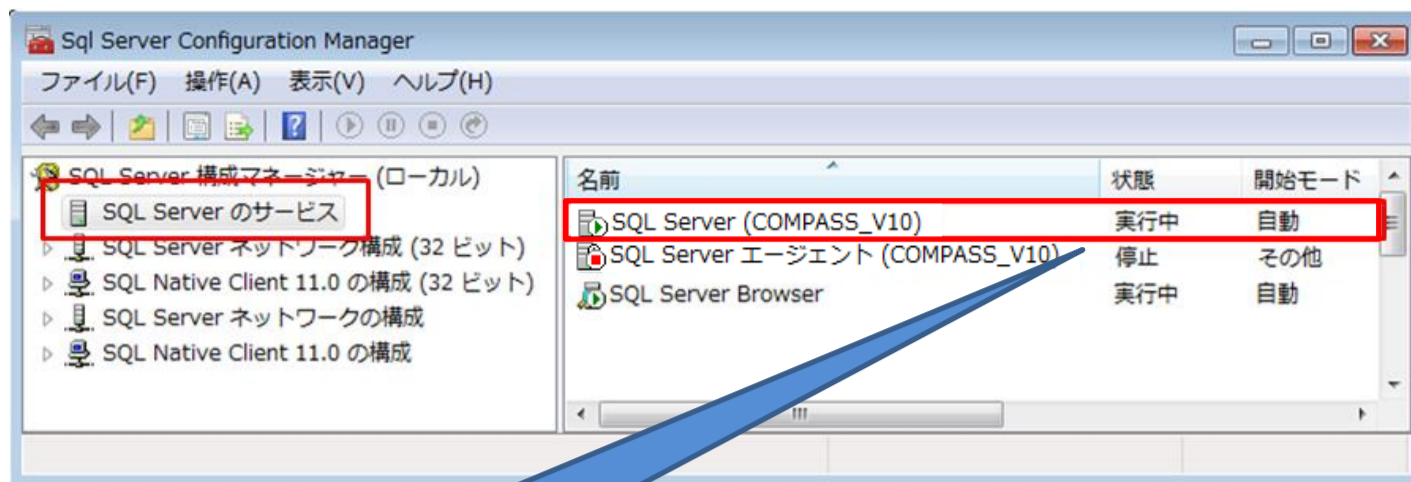 Sql Server Configuration Manager
ファイル(F) 操作(A) 表示(V) ヘルプ(H)
SQL Server 構成マネージャー (ローカル)
SQL Server のサービス
SQL Server ネットワーク構成 (32 ビット)
SQL Native Client 11.0 の構成 (32 ビット)
SQL Server ネットワークの構成
SQL Native Client 11.0 の構成
名前 状態 開始モード
SQL Server (COMPASS_V10) 実行中 自動
SQL Server エージェント (COMPASS_V10) 停止 その他
SQL Server Browser 実行中 自動